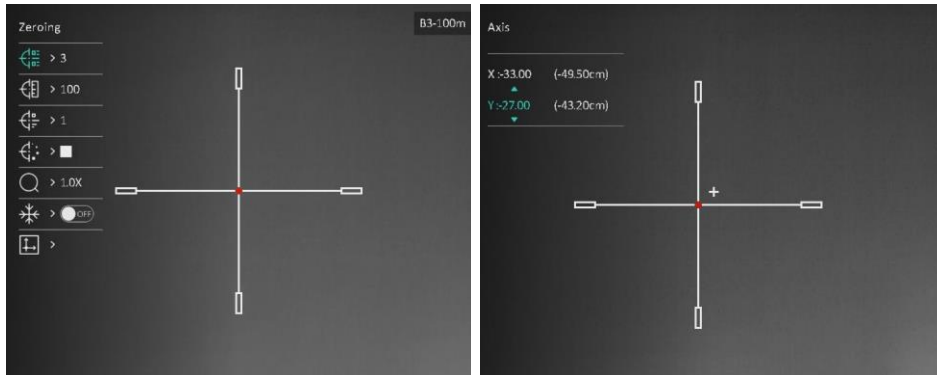 Zeroing
B3-100m
> 3
> 100
> 1
>
> 1.0X
> OFF
>
Axis
X:-33.00 (-49.50cm)
Y:-27.00 (-43.20cm)